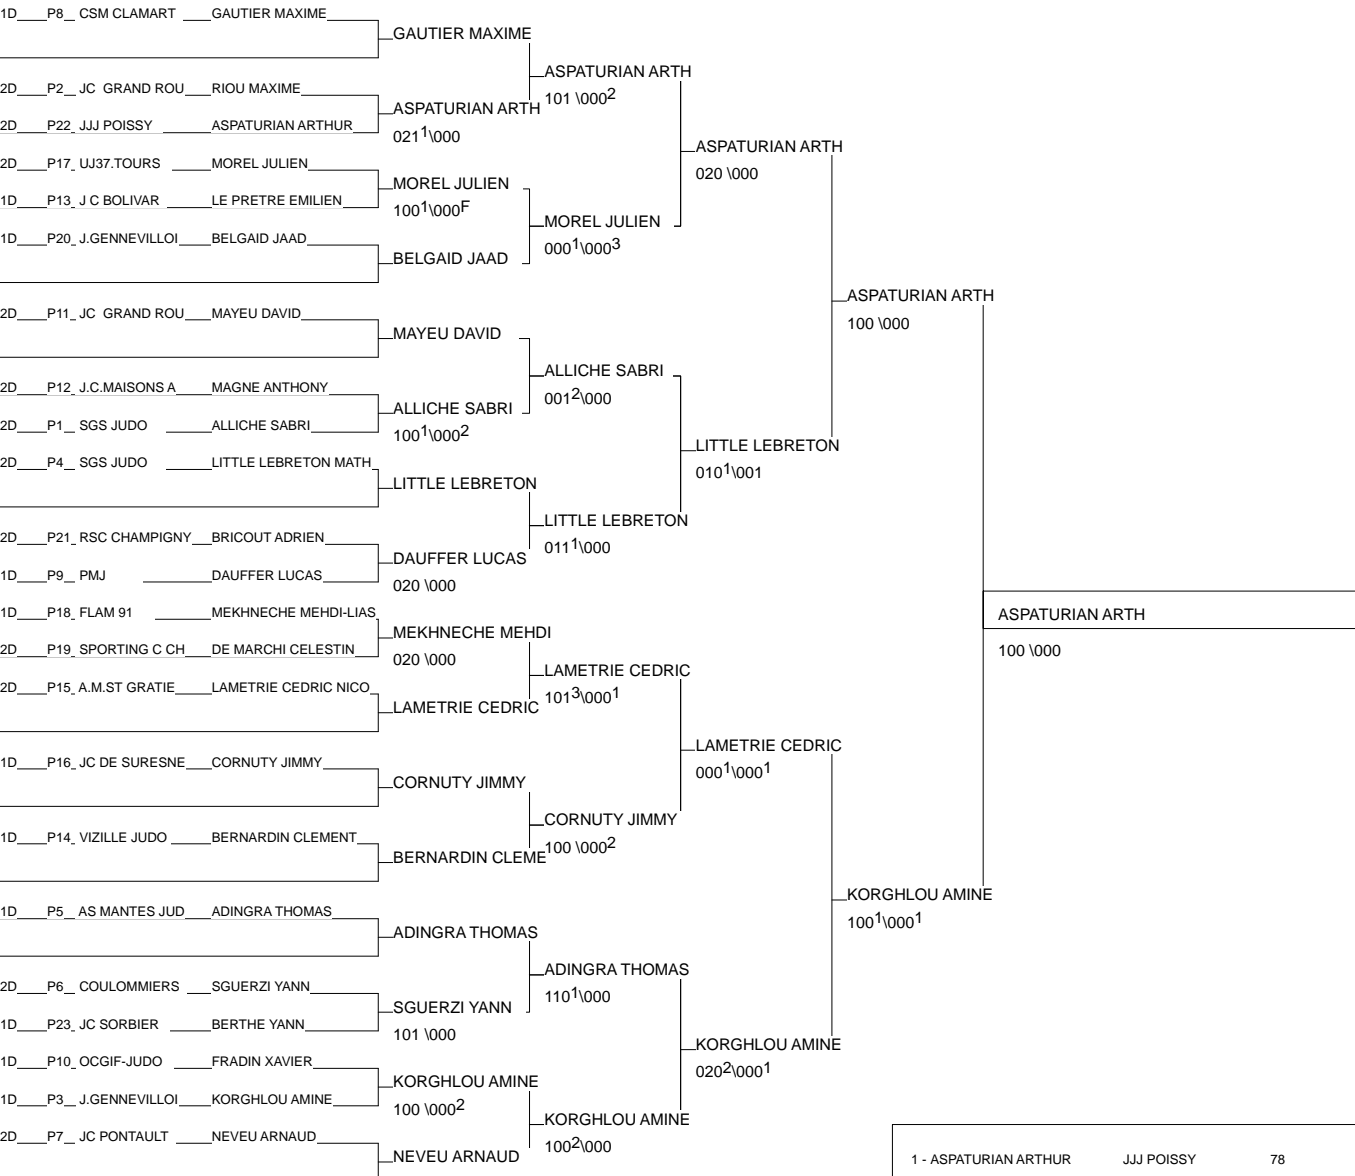 1D P8 CSM CLAMART GAUTIER MAXIME
2D P2 JC GRAND ROU RIOU MAXIME
2D P22 JJJ POISSY ASPATURIAN ARTHUR
2D P17 UJ37.TOURS MOREL JULIEN
1D P13 J C BOLIVAR LE PRETRE EMILIEN
1D P20 J.GENNEVILLOI BELGAID JAAD
2D P11 JC GRAND ROU MAYEU DAVID
2D P12 J.C.MAISONS A MAGNE ANTHONY
2D P1 SGS JUDO ALLICHE SABRI
2D P4 SGS JUDO LITTLE LEBRETON MATH
2D P21 RSC CHAMPIGNY BRICOUT ADRIEN
1D P9 PMJ DAUFFER LUCAS
1D P18 FLAM 91 MEKHNECHE MEHDI-LIAS
2D P19 SPORTING C CH DE MARCHI CELESTIN
2D P15 A.M.ST GRATIE LAMETRIE CEDRIC NICO
1D P16 JC DE SURESNE CORNUTY JIMMY
1D P14 VIZILLE JUDO BERNARDIN CLEMENT
1D P5 AS MANTES JUD ADINGRA THOMAS
2D P6 COULOMMIERS SGUERZI YANN
1D P23 JC SORBIER BERTHE YANN
1D P10 OCGIF-JUDO FRADIN XAVIER
1D P3 J.GENNEVILLOI KORGHLOU AMINE
2D P7 JC PONTAULT NEVEU ARNAUD
GAUTIER MAXIME
ASPATURIAN ARTH
021¹\000
MOREL JULIEN
100¹\000F
BELGAID JAAD
MAYEU DAVID
ALLICHE SABRI
100¹\000²
LITTLE LEBRETON
DAUFFER LUCAS
020 \000
MEKHNECHE MEHDI
020 \000
LAMETRIE CEDRIC
CORNUTY JIMMY
BERNARDIN CLEME
ADINGRA THOMAS
SGUERZI YANN
101 \000
KORGHLOU AMINE
100 \000²
NEVEU ARNAUD
ASPATURIAN ARTH
101 \000²
MOREL JULIEN
000¹\000³
ALLICHE SABRI
001²\000
LITTLE LEBRETON
011¹\000
LAMETRIE CEDRIC
101³\000¹
CORNUTY JIMMY
100 \000²
ADINGRA THOMAS
110¹\000
KORGHLOU AMINE
100²\000
ASPATURIAN ARTH
020 \000
LITTLE LEBRETON
010¹\001
LAMETRIE CEDRIC
000¹\000¹
KORGHLOU AMINE
020²\000¹
ASPATURIAN ARTH
100 \000
KORGHLOU AMINE
100¹\000¹
ASPATURIAN ARTH
100 \000
1 - ASPATURIAN ARTHUR JJJ POISSY 78